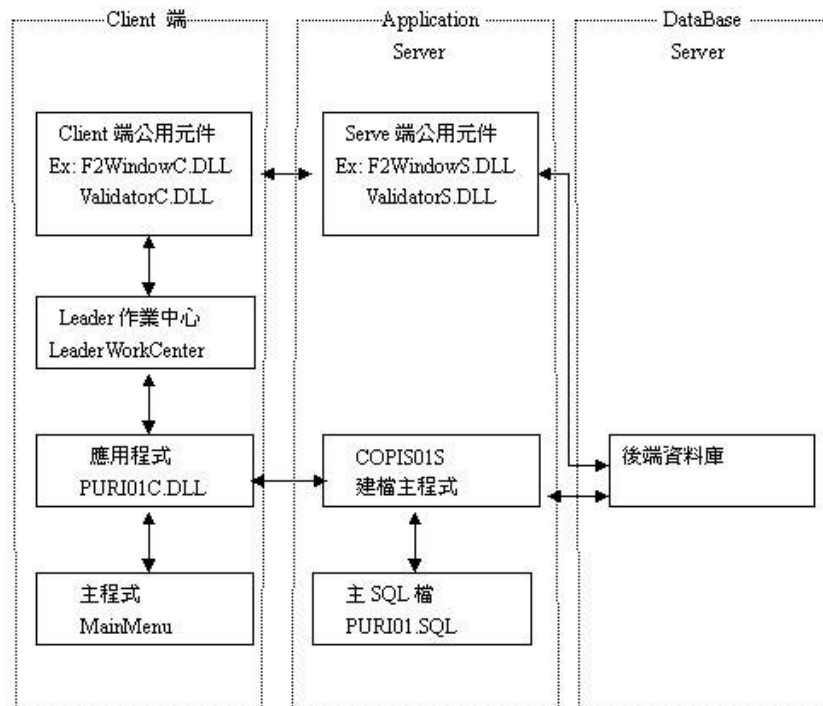 Client 端
Application
Server
DataBase
Server
Client 端公用元件
Ex: F2WindowC.DLL
ValidatorC.DLL
Serve 端公用元件
Ex: F2WindowS.DLL
ValidatorS.DLL
Leader 作業中心
LeaderWorkCenter
應用程式
PURI01C.DLL
COPIS01S
建檔主程式
後端資料庫
主程式
MainMenu
主 SQL 檔
PURI01.SQL